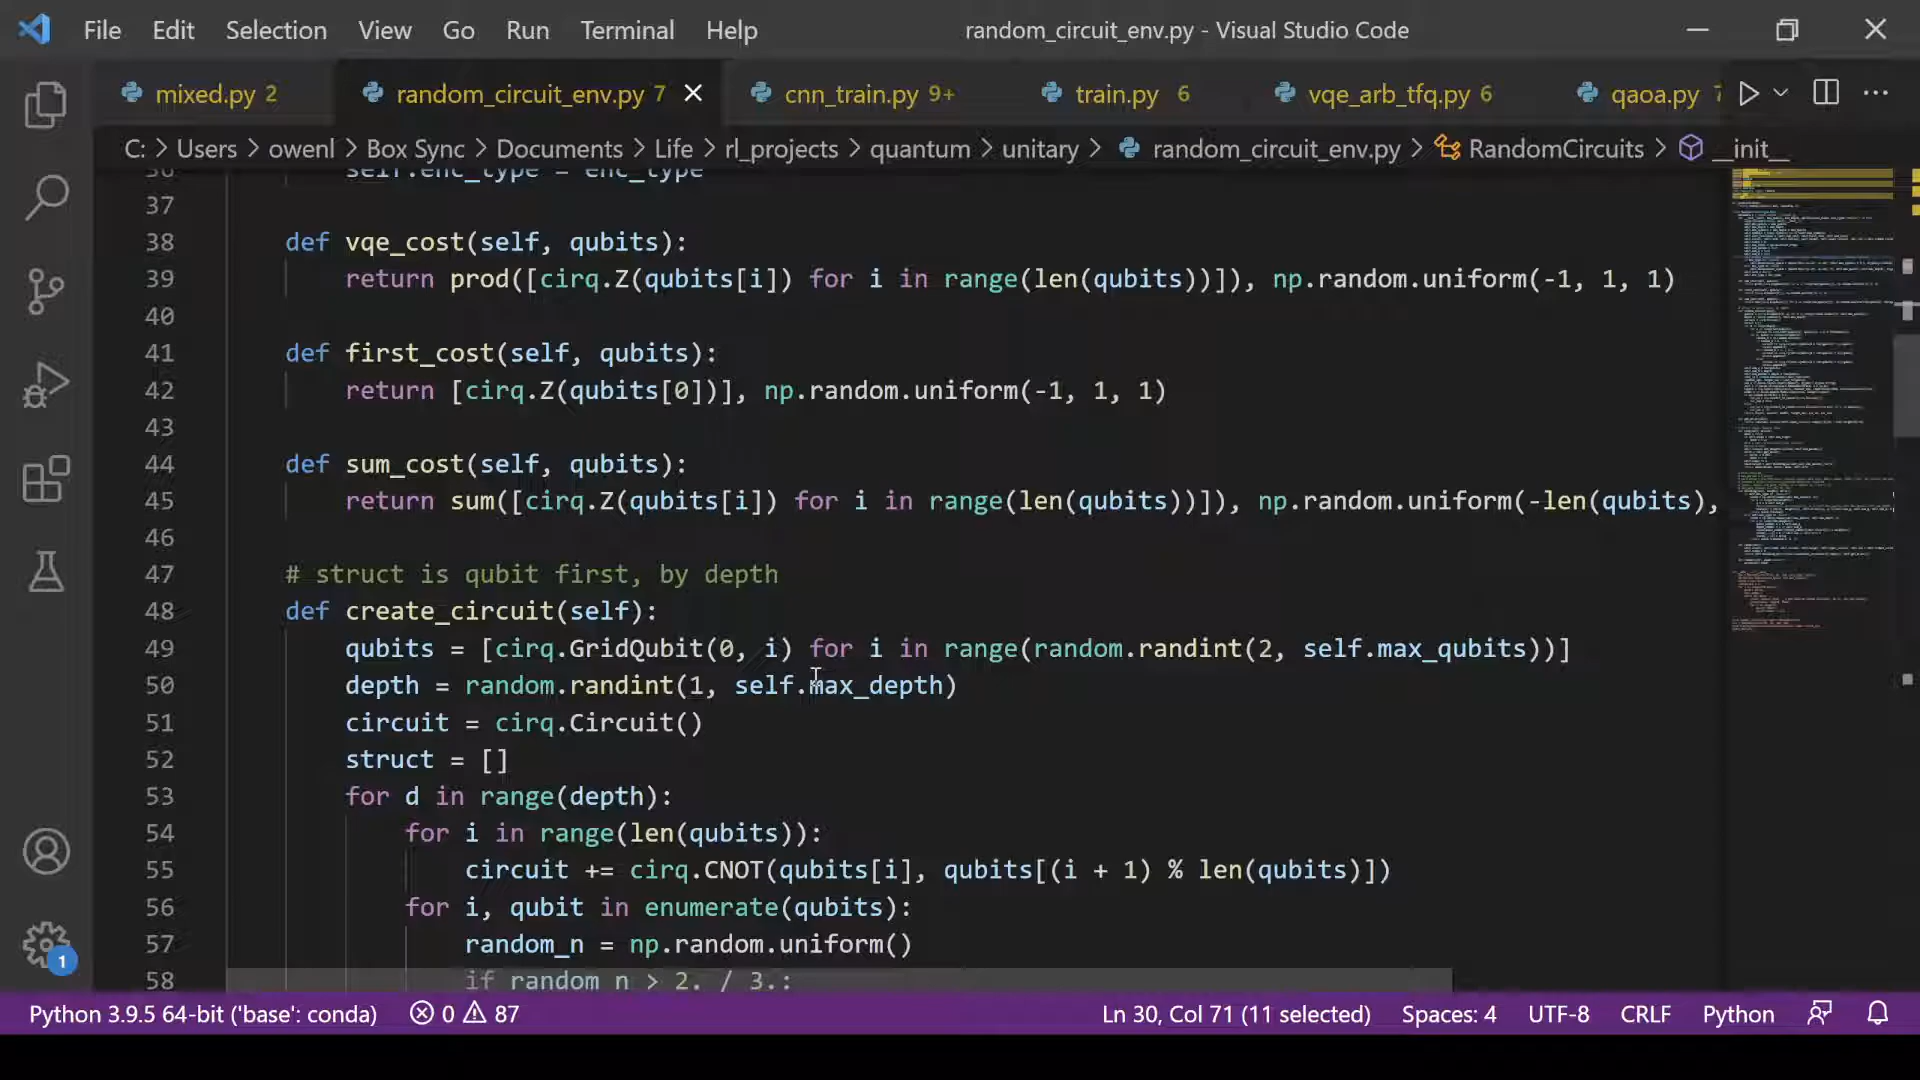 File Edit Selection View Go Run Terminal Help random_circuit_env.py - Visual Studio Code
mixed.py 2 random_circuit_env.py 7 cnn_train.py 9+ train.py 6 vqe_arb_tfq.py 6 qaoa.py 7
C: > Users > owenl > Box Sync > Documents > Life > rl_projects > quantum > unitary > random_circuit_env.py > RandomCircuits > __init__
36 self.enc_type = enc_type
37
38 def vqe_cost(self, qubits):
39 return prod([cirq.Z(qubits[i]) for i in range(len(qubits))]), np.random.uniform(-1, 1, 1)
40
41 def first_cost(self, qubits):
42 return [cirq.Z(qubits[0])], np.random.uniform(-1, 1, 1)
43
44 def sum_cost(self, qubits):
45 return sum([cirq.Z(qubits[i]) for i in range(len(qubits))]), np.random.uniform(-len(qubits),
46
47 # struct is qubit first, by depth
48 def create_circuit(self):
49 qubits = [cirq.GridQubit(0, i) for i in range(random.randint(2, self.max_qubits))]
50 depth = random.randint(1, self.max_depth)
51 circuit = cirq.Circuit()
52 struct = []
53 for d in range(depth):
54 for i in range(len(qubits)):
55 circuit += cirq.CNOT(qubits[i], qubits[(i + 1) % len(qubits)])
56 for i, qubit in enumerate(qubits):
57 random_n = np.random.uniform()
58 if random_n > 2. / 3.:
1
Python 3.9.5 64-bit ('base': conda) 0 87 Ln 30, Col 71 (11 selected) Spaces: 4 UTF-8 CRLF Python